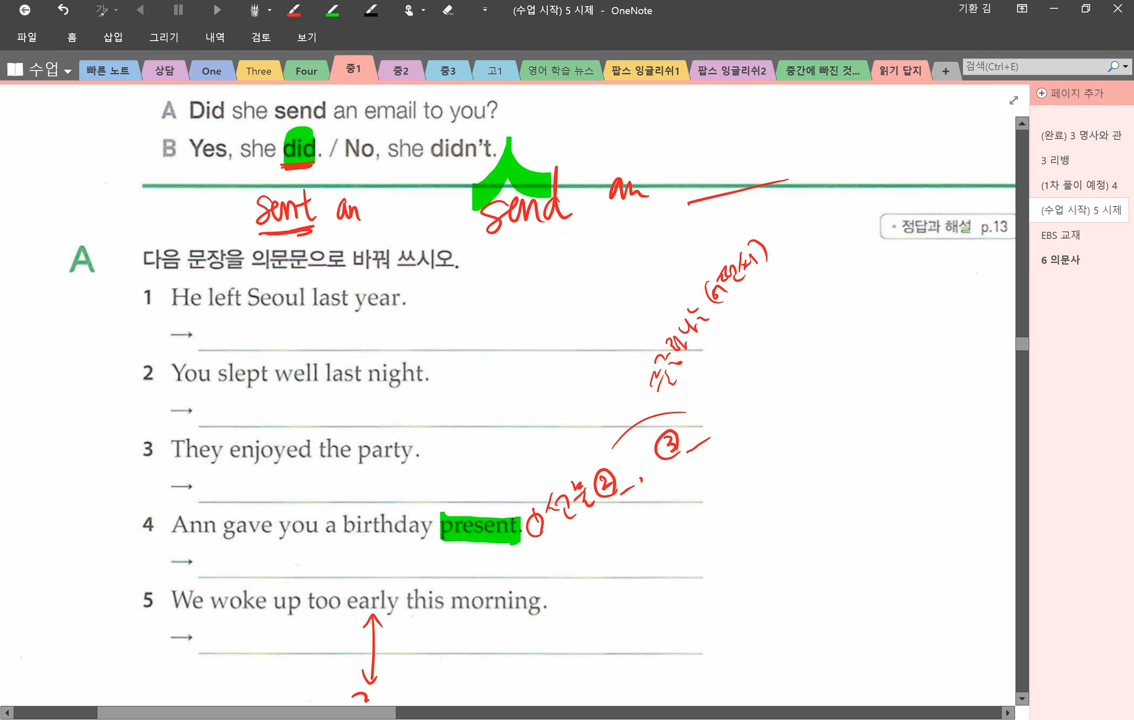 (수업 시작) 5 시제 - OneNote
기환 김
파일 홈 삽입 그리기 내역 검토 보기
수업 빠른 노트 상담 One Three Four 중1 중2 중3 고1 영어 학습 뉴스 팝스 잉글리쉬1 팝스 잉글리쉬2 중간에 빠진 것... 읽기 답지 +
검색(Ctrl+E)
페이지 추가
(완료) 3 명사와 관
3 리뱅
(1차 풀이 예정) 4
(수업 시작) 5 시제
EBS 교재
6 의문사
A Did she send an email to you?
B Yes, she did. / No, she didn't.
sent an
send an
정답과 해설 p.13
A 다음 문장을 의문문으로 바꿔 쓰시오.
1 He left Seoul last year.
→
2 You slept well last night.
→
3 They enjoyed the party.
→
4 Ann gave you a birthday present.
① 선물 ② ③
→
5 We woke up too early this morning.
→